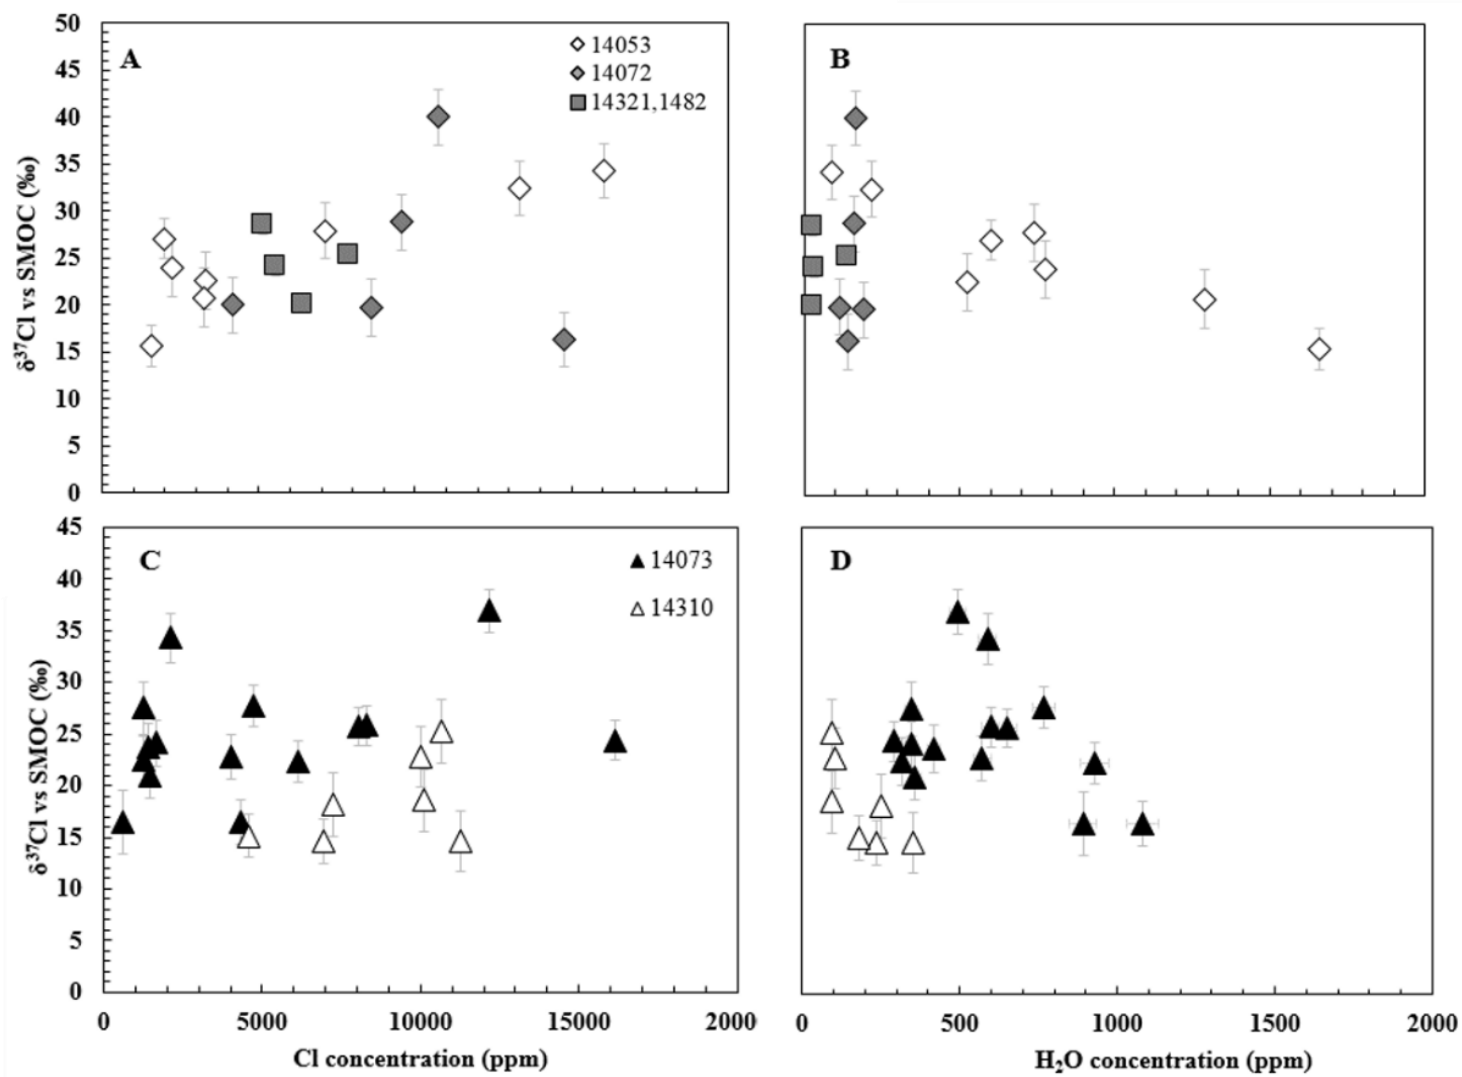 A
14053
14072
14321,1482
50
45
40
35
30
25
20
15
10
5
0
δ³⁷Cl vs SMOC (‰)
B
C
14073
14310
45
40
35
30
25
20
15
10
5
0
δ³⁷Cl vs SMOC (‰)
0 5000 10000 15000 2000
Cl concentration (ppm)
D
0 500 1000 1500 2000
H₂O concentration (ppm)